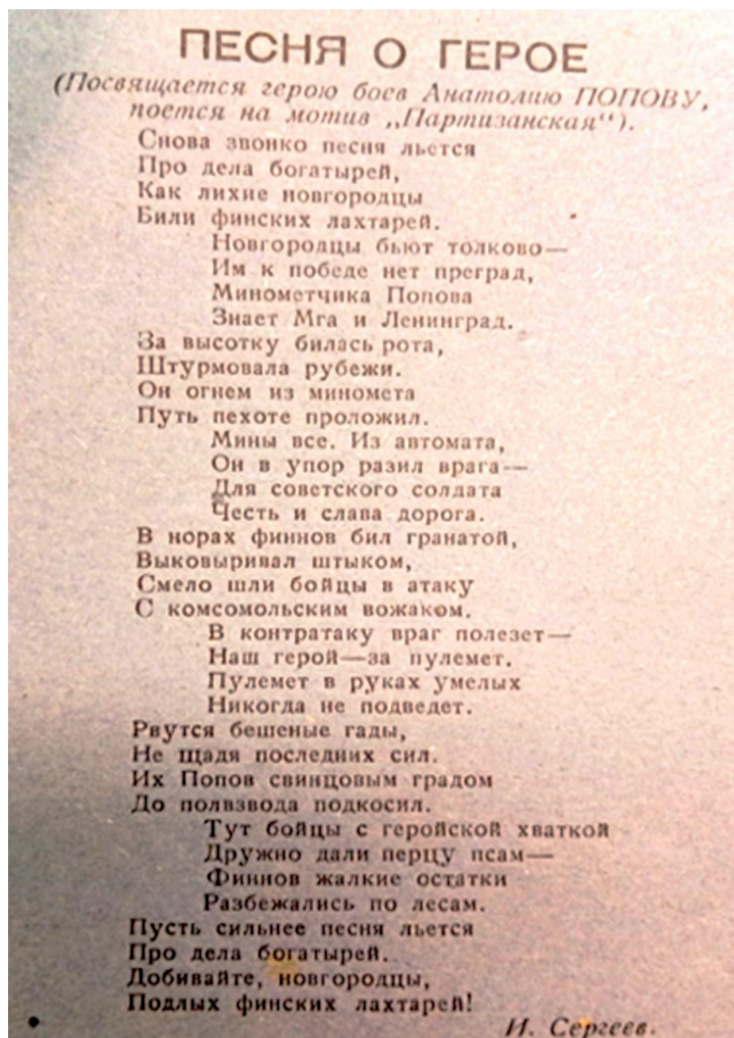 ПЕСНЯ О ГЕРОЕ
(Посвящается герою боев Анатолию ПОПОВУ,
поется на мотив „Партизанская“).
Снова звонко песня льется
Про дела богатырей,
Как лихие новгородцы
Били финских лахтарей.
Новгородцы бьют толково—
Им к победе нет преград,
Минометчика Попова
Знает Мга и Ленинград.
За высотку билась рота,
Штурмовала рубежи.
Он огнем из миномета
Путь пехоте проложил.
Мины все. Из автомата,
Он в упор разил врага—
Для советского солдата
Честь и слава дорога.
В норах финнов бил гранатой,
Выковыривал штыком,
Смело шли бойцы в атаку
С комсомольским вожаком.
В контратаку враг полезет—
Наш герой—за пулемет.
Пулемет в руках умелых
Никогда не подведет.
Рвутся бешеные гады,
Не щадя последних сил.
Их Попов свинцовым градом
До полвзвода подкосил.
Тут бойцы с геройской хваткой
Дружно дали перцу псам—
Финнов жалкие остатки
Разбежались по лесам.
Пусть сильнее песня льется
Про дела богатырей.
Добивайте, новгородцы,
Подлых финских лахтарей!
И. Сергеев.